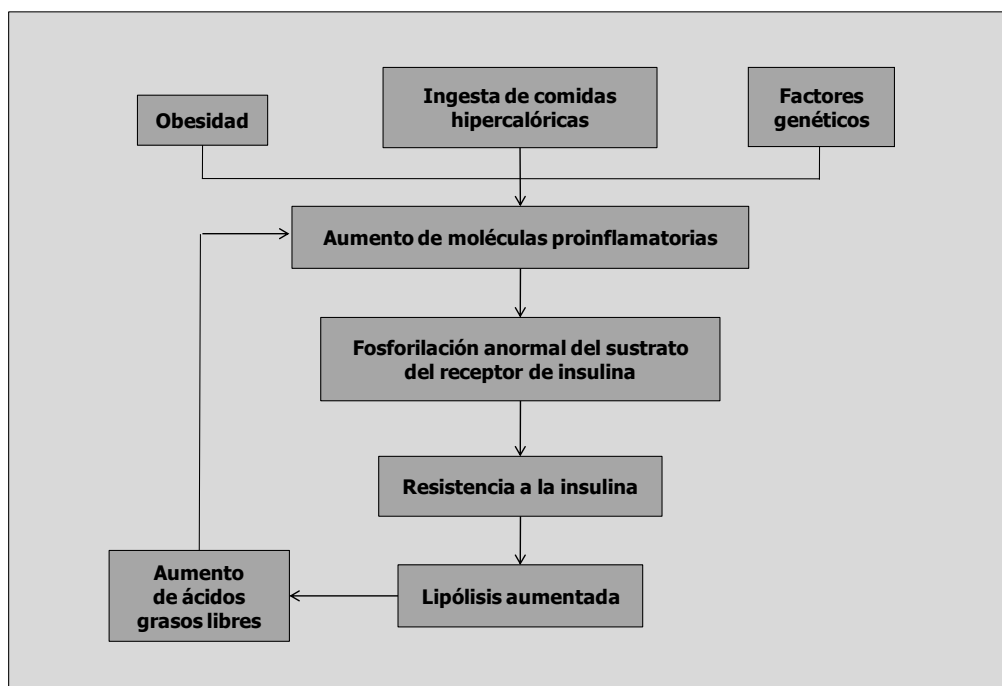 Obesidad
Ingesta de comidas
hipercalóricas
Factores
genéticos
Aumento de moléculas proinflamatorias
Fosforilación anormal del sustrato
del receptor de insulina
Resistencia a la insulina
Lipólisis aumentada
Aumento
de ácidos
grasos libres